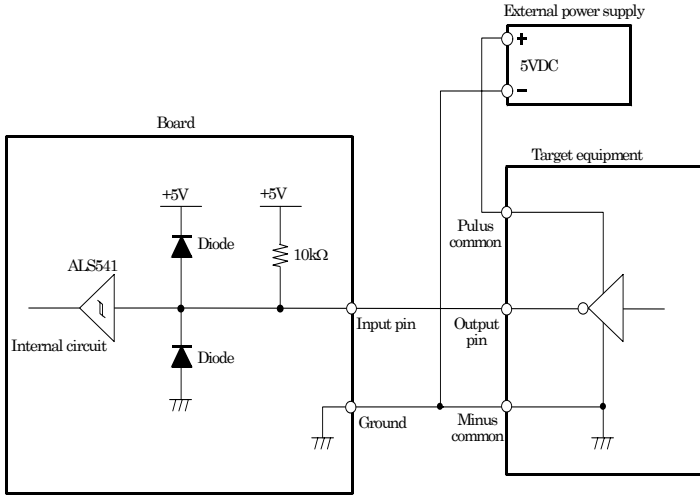 External power supply
+
5VDC
−
Board
Target equipment
+5V
+5V
Pulus
common
Diode
10kΩ
ALS541
Input pin
Output
pin
Internal circuit
Diode
Ground
Minus
common